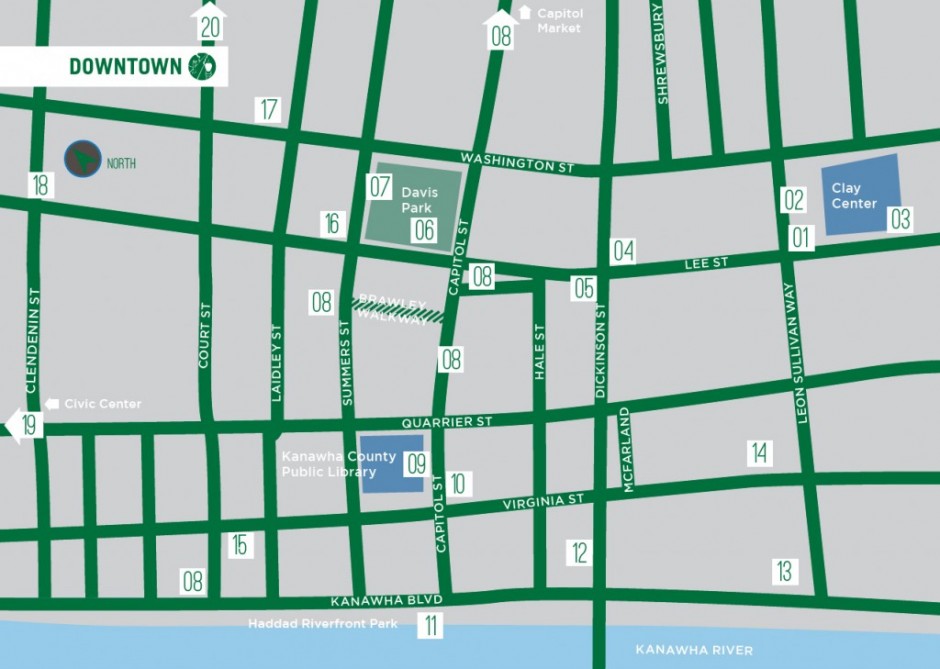 20
08
Capitol
Market
SHREWSBURY
DOWNTOWN
17
NORTH
WASHINGTON ST
18
07
Davis
Park
06
16
Clay
Center
02
03
01
04
LEE ST
CAPITOL ST
08
05
08
BRAWLEY
WALKWAY
CLENDENIN ST
COURT ST
LAIDLEY ST
SUMMERS ST
08
HALE ST
DICKINSON ST
LEON SULLIVAN WAY
Civic Center
19
QUARRIER ST
MCFARLAND
Kanawha County
Public Library
09
10
14
CAPITOL ST
VIRGINIA ST
15
12
08
13
KANAWHA BLVD
Haddad Riverfront Park
11
KANAWHA RIVER